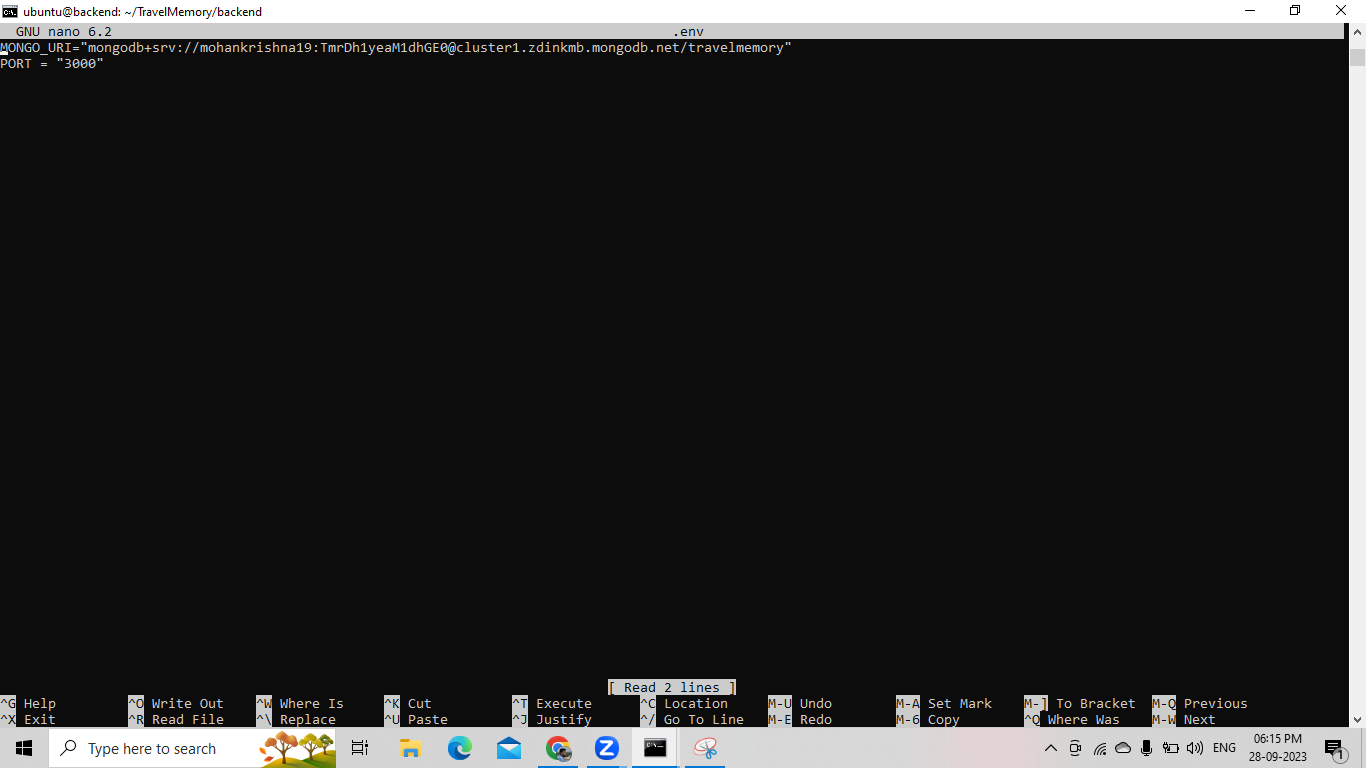 ubuntu@backend: ~/TravelMemory/backend
GNU nano 6.2 .env
MONGO_URI="mongodb+srv://mohankrishna19:TmrDh1yeaM1dhGE0@cluster1.zdinkmb.mongodb.net/travelmemory"
PORT = "3000"
[ Read 2 lines ]
^G Help ^O Write Out ^W Where Is ^K Cut ^T Execute ^C Location M-U Undo M-A Set Mark M-] To Bracket M-Q Previous
^X Exit ^R Read File ^\ Replace ^U Paste ^J Justify ^/ Go To Line M-E Redo M-6 Copy ^Q Where Was M-W Next
Type here to search
ENG
06:15 PM
28-09-2023
1